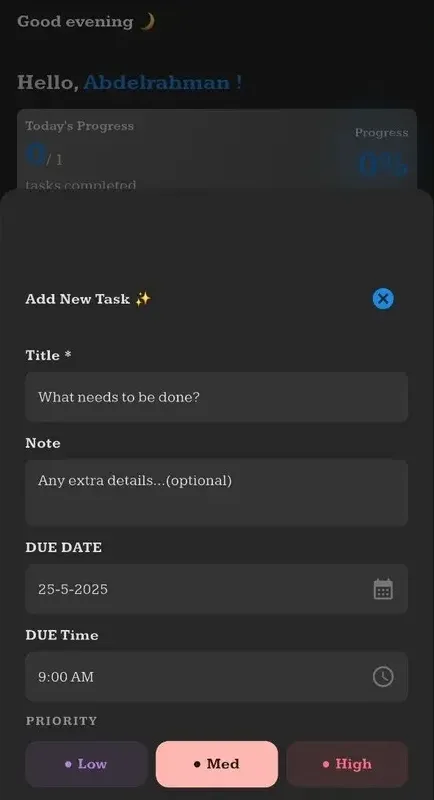 Good evening 🌙
Hello, Abdelrahman !
Today's Progress
Progress
0/ 1
0%
tasks completed
Add New Task ✨
Title *
What needs to be done?
Note
Any extra details...(optional)
DUE DATE
25-5-2025
DUE Time
9:00 AM
PRIORITY
• Low • Med • High